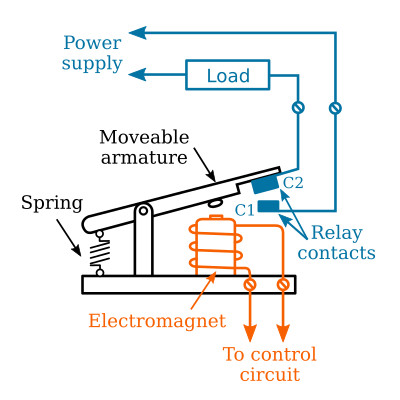 Power
supply
Load
Moveable
armature
C2
Spring
C1
Relay
contacts
Electromagnet
To control
circuit